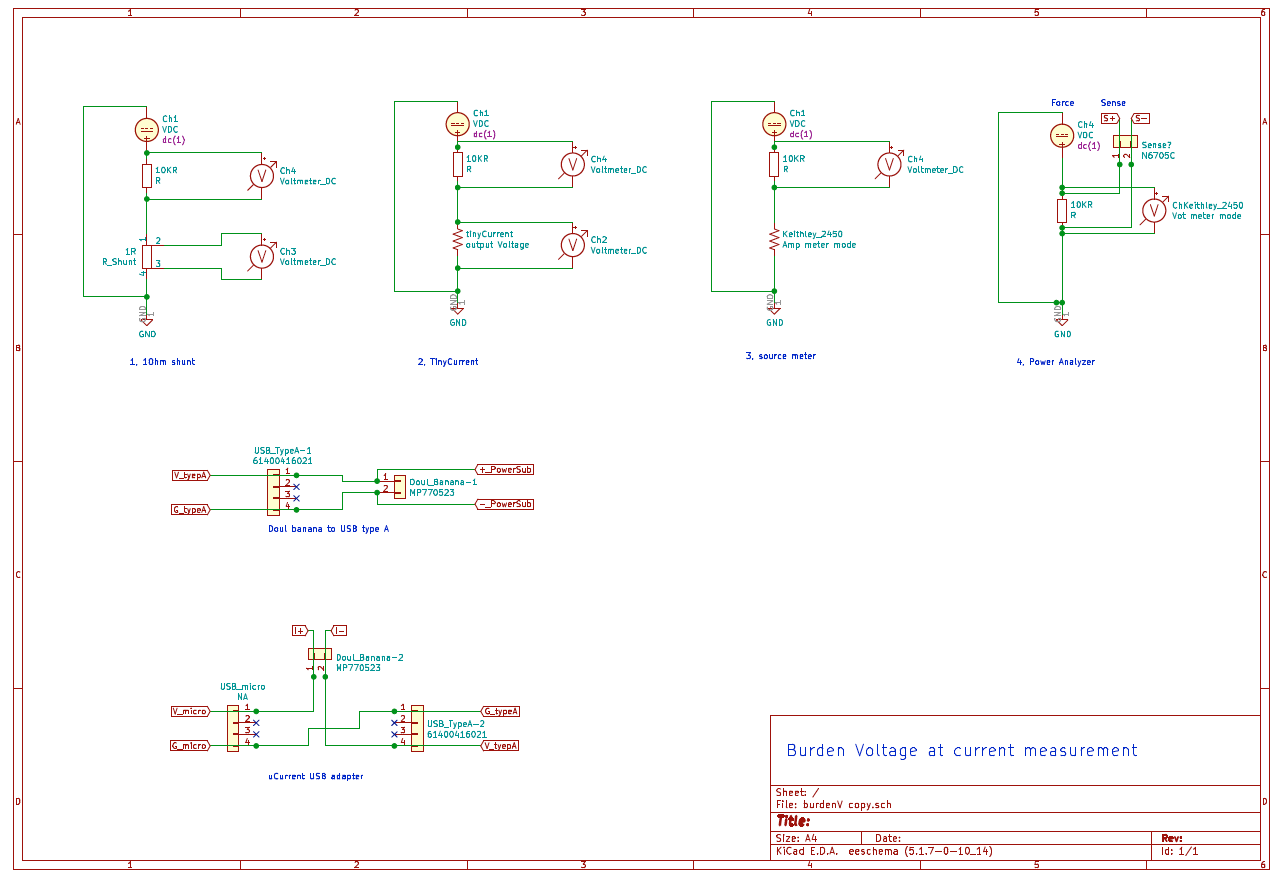 1 2 3 4 5 6
A A
B B
C C
D D
1 2 3 4 5 6
Ch1
VDC
dc(1)
10KR
R
Ch4
Voltmeter_DC
1R
R_Shunt
1
2
3
4
Ch3
Voltmeter_DC
GND
1
GND
1, 10hm shunt
Ch1
VDC
dc(1)
10KR
R
Ch4
Voltmeter_DC
tinyCurrent
output Voltage
Ch2
Voltmeter_DC
GND
1
GND
2, TinyCurrent
Ch1
VDC
dc(1)
10KR
R
Ch4
Voltmeter_DC
Keithley_2450
Amp meter mode
GND
1
GND
3, source meter
Force Sense
S+ S-
Ch4
VDC
dc(1)
1 2
Sense?
N6705C
10KR
R
ChKeithley_2450
Vot meter mode
GND
1
GND
4, Power Analyzer
USB_TypeA-1
61400416021
V_tyepA
G_typeA
1
2
3
4
1
2
+_PowerSub
Doul_Banana-1
MP770523
-_PowerSub
Doul banana to USB type A
I+ I-
1 2
Doul_Banana-2
MP770523
USB_micro
NA
V_micro
G_micro
1
2
3
4
1
2
3
4
G_typeA
USB_TypeA-2
61400416021
V_tyepA
uCurrent USB adapter
Burden Voltage at current measurement
Sheet: /
File: burdenV copy.sch
Title:
Size: A4 Date: Rev:
KiCad E.D.A. eeschema (5.1.7-0-10_14) Id: 1/1